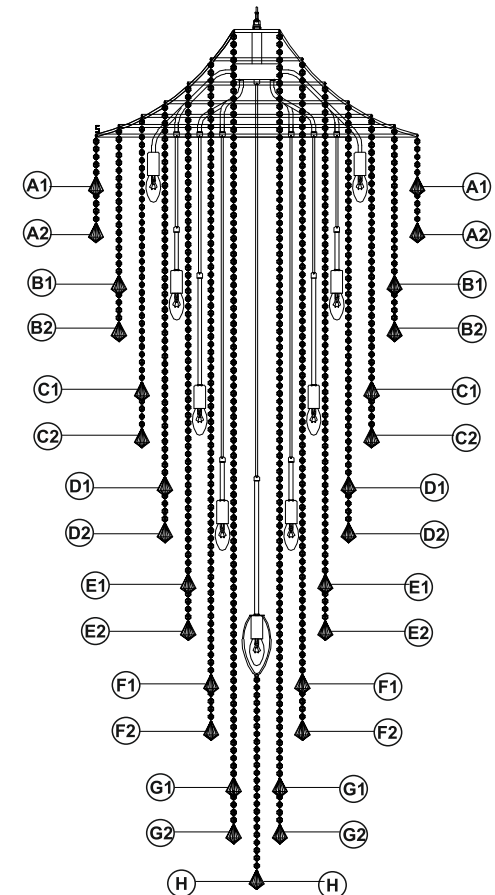 A1 A1
A2 A2
B1 B1
B2 B2
C1 C1
C2 C2
D1 D1
D2 D2
E1 E1
E2 E2
F1 F1
F2 F2
G1 G1
G2 G2
H H